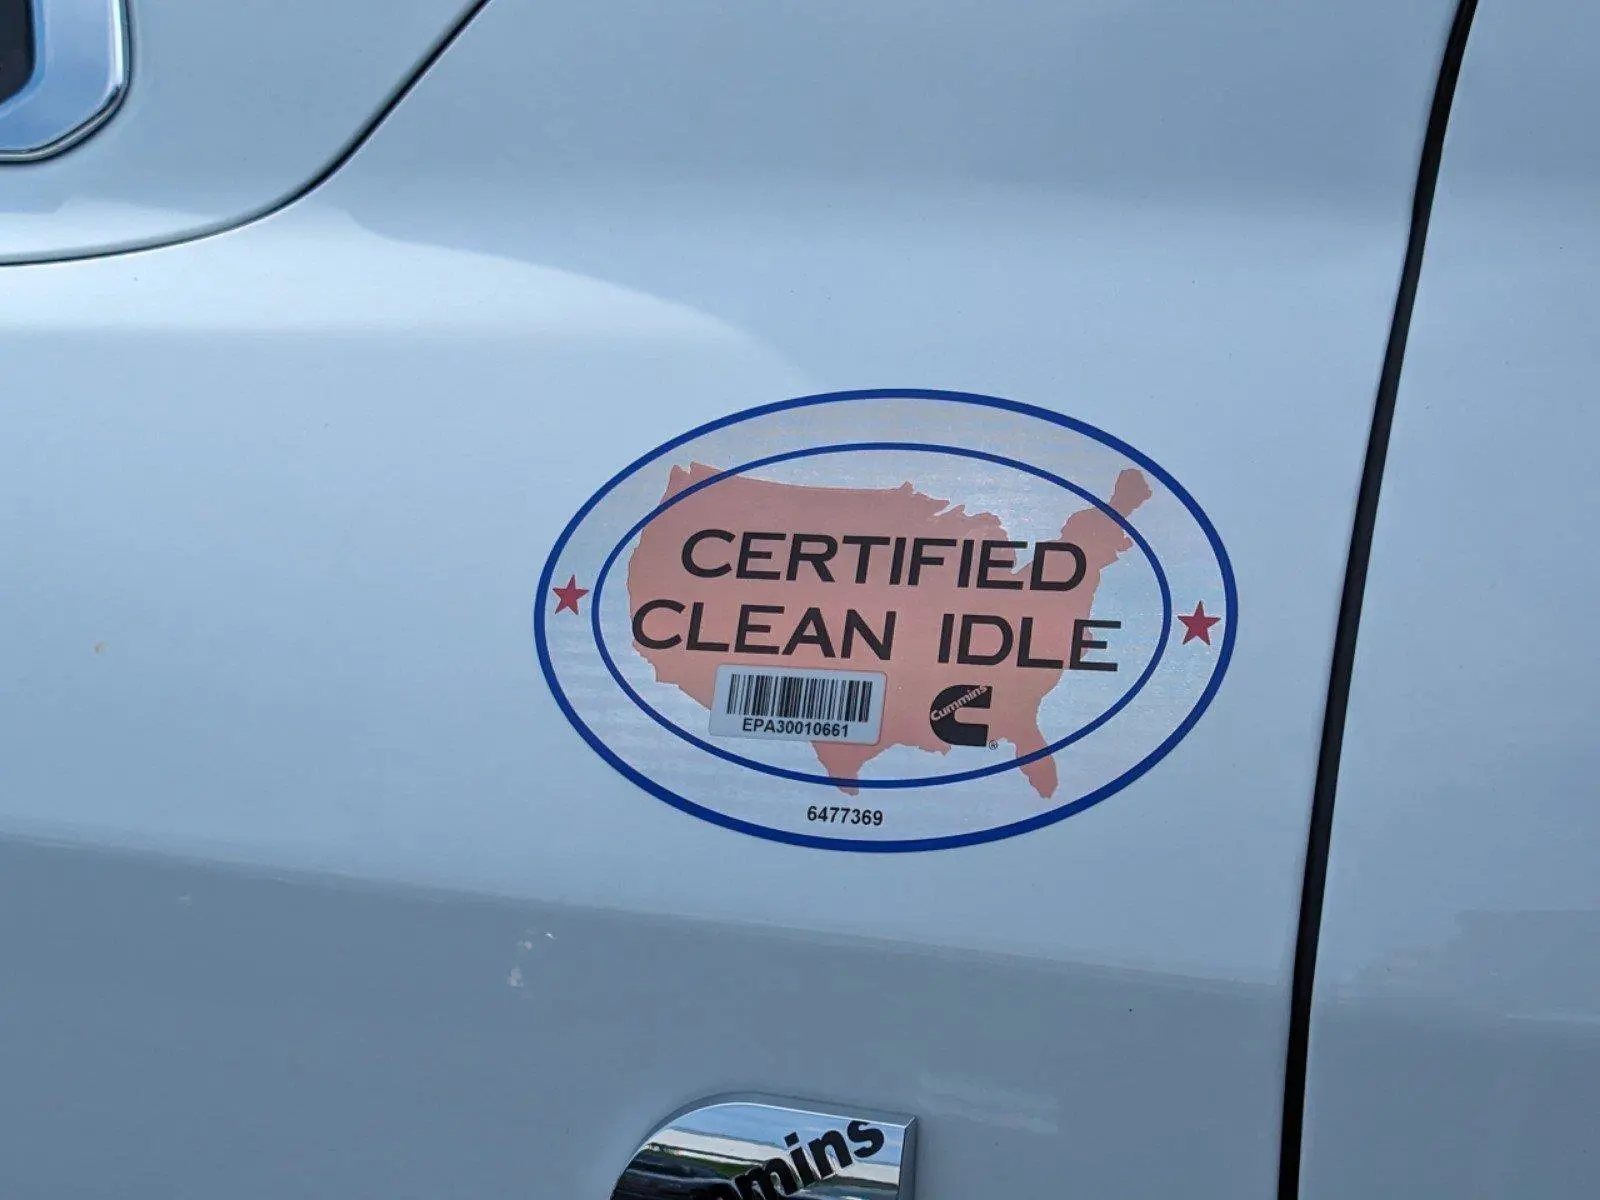 CERTIFIED
CLEAN IDLE
Cummins
EPA30010661
®
6477369